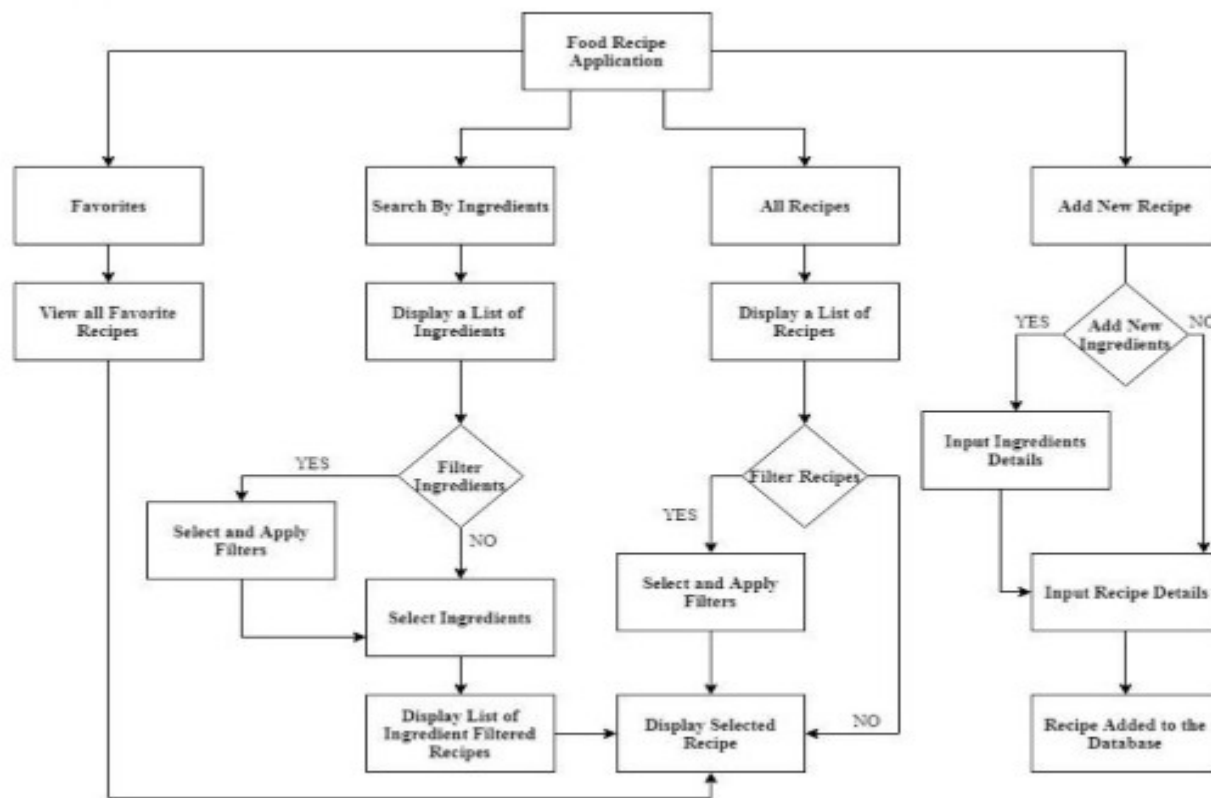 Food Recipe
Application
Favorites
Search By Ingredients
All Recipes
Add New Recipe
View all Favorite
Recipes
Display a List of
Ingredients
Display a List of
Recipes
YES
Add New
Ingredients
NO
Input Ingredients
Details
YES
Filter
Ingredients
Filter Recipes
Select and Apply
Filters
NO
YES
Select and Apply
Filters
Select Ingredients
Input Recipe Details
Display List of
Ingredient Filtered
Recipes
Display Selected
Recipe
NO
Recipe Added to the
Database